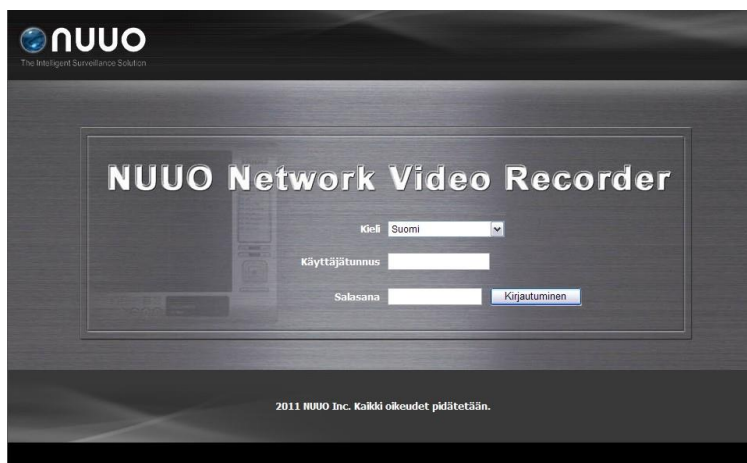 NUUO
The Intelligent Surveillance Solution
NUUO Network Video Recorder
Kieli Suomi
Käyttäjätunnus
Salasana Kirjautuminen
2011 NUUO Inc. Kaikki oikeudet pidätetään.